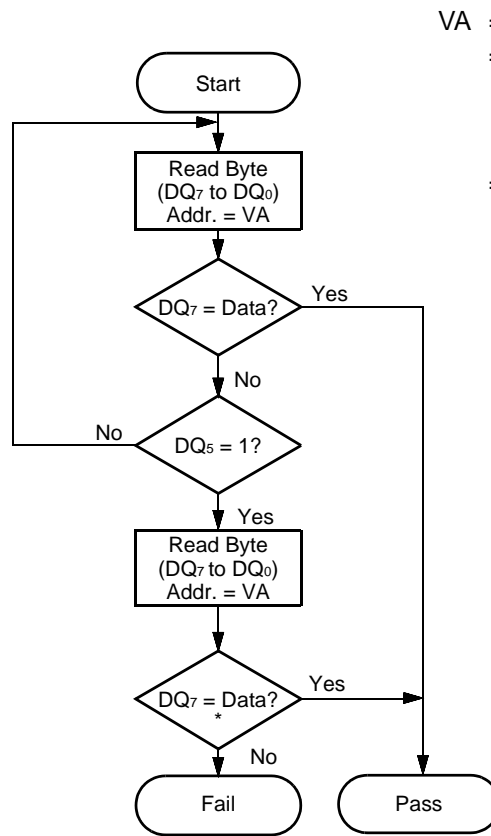 VA
Start
Read Byte
(DQ7 to DQ0)
Addr. = VA
DQ7 = Data?
Yes
No
No
DQ5 = 1?
Yes
Read Byte
(DQ7 to DQ0)
Addr. = VA
DQ7 = Data?
*
Yes
No
Fail
Pass